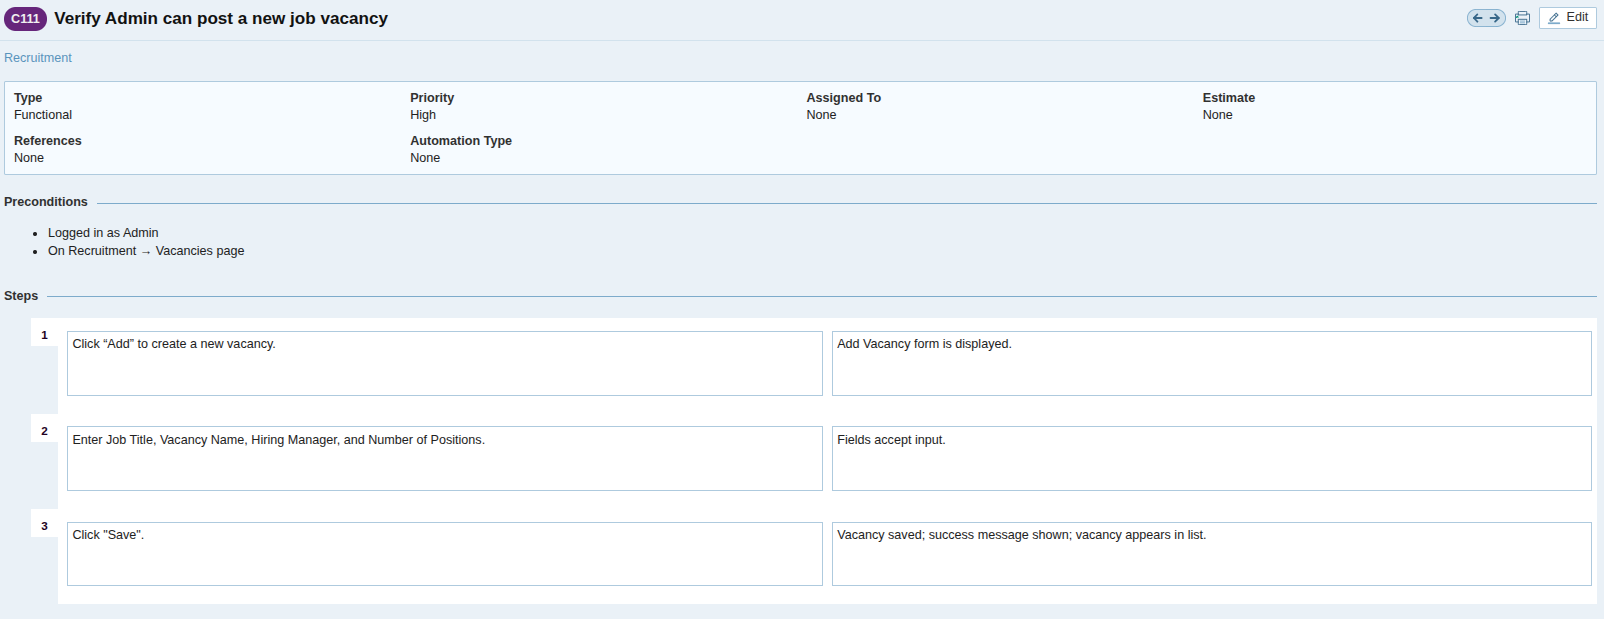 C111 Verify Admin can post a new job vacancy Edit
Recruitment
Type Priority Assigned To Estimate
Functional High None None
References Automation Type
None None
Preconditions
• Logged in as Admin
• On Recruitment → Vacancies page
Steps
1 Click “Add” to create a new vacancy. Add Vacancy form is displayed.
2 Enter Job Title, Vacancy Name, Hiring Manager, and Number of Positions. Fields accept input.
3 Click "Save". Vacancy saved; success message shown; vacancy appears in list.